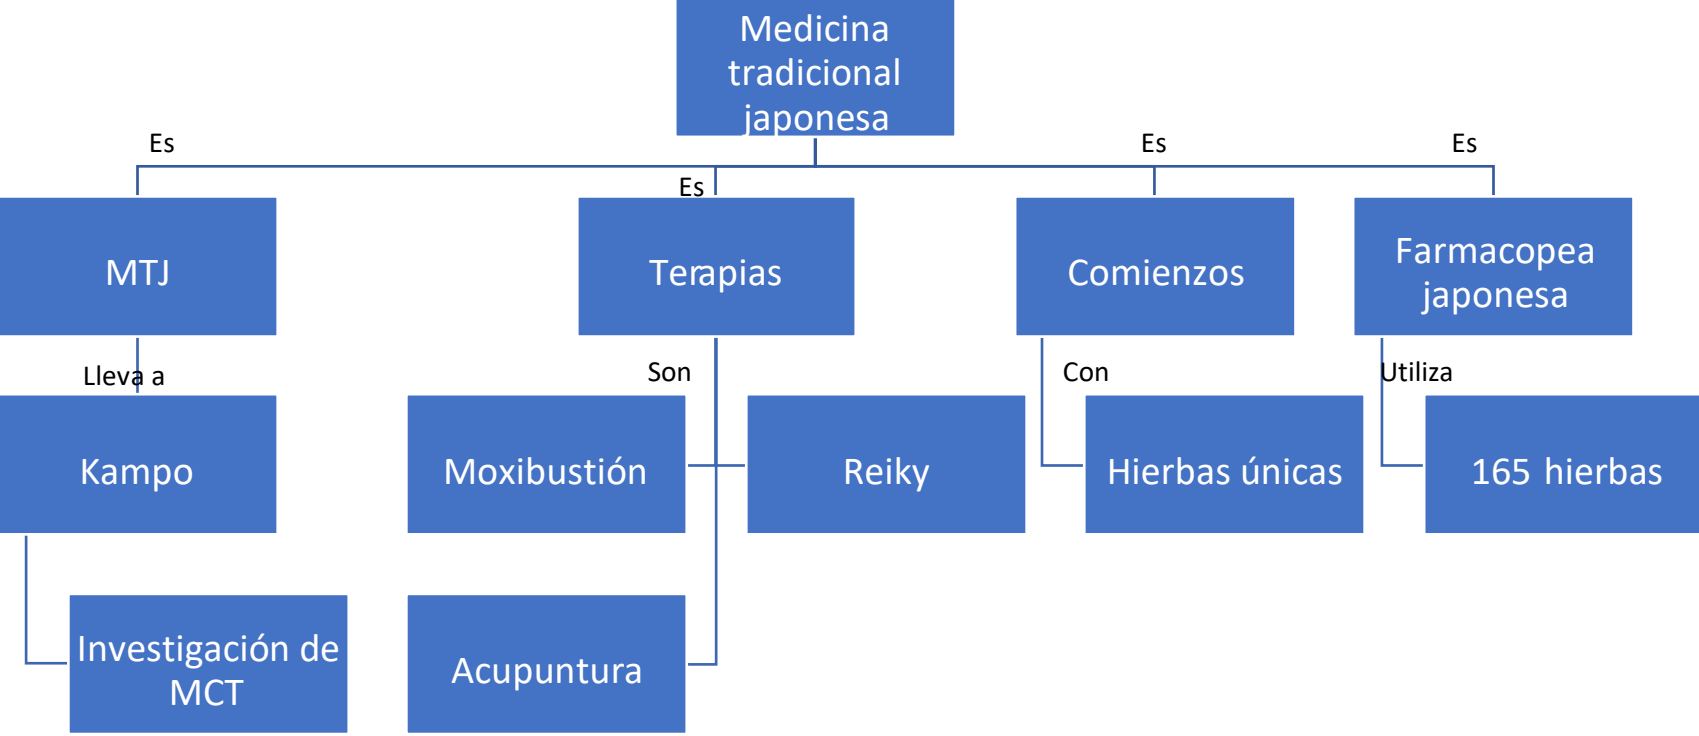 Medicina
tradicional
japonesa
Es
Es
Es
Es
MTJ
Terapias
Comienzos
Farmacopea
japonesa
Lleva a
Son
Con
Utiliza
Kampo
Moxibustión
Reiky
Hierbas únicas
165 hierbas
Investigación de
MCT
Acupuntura